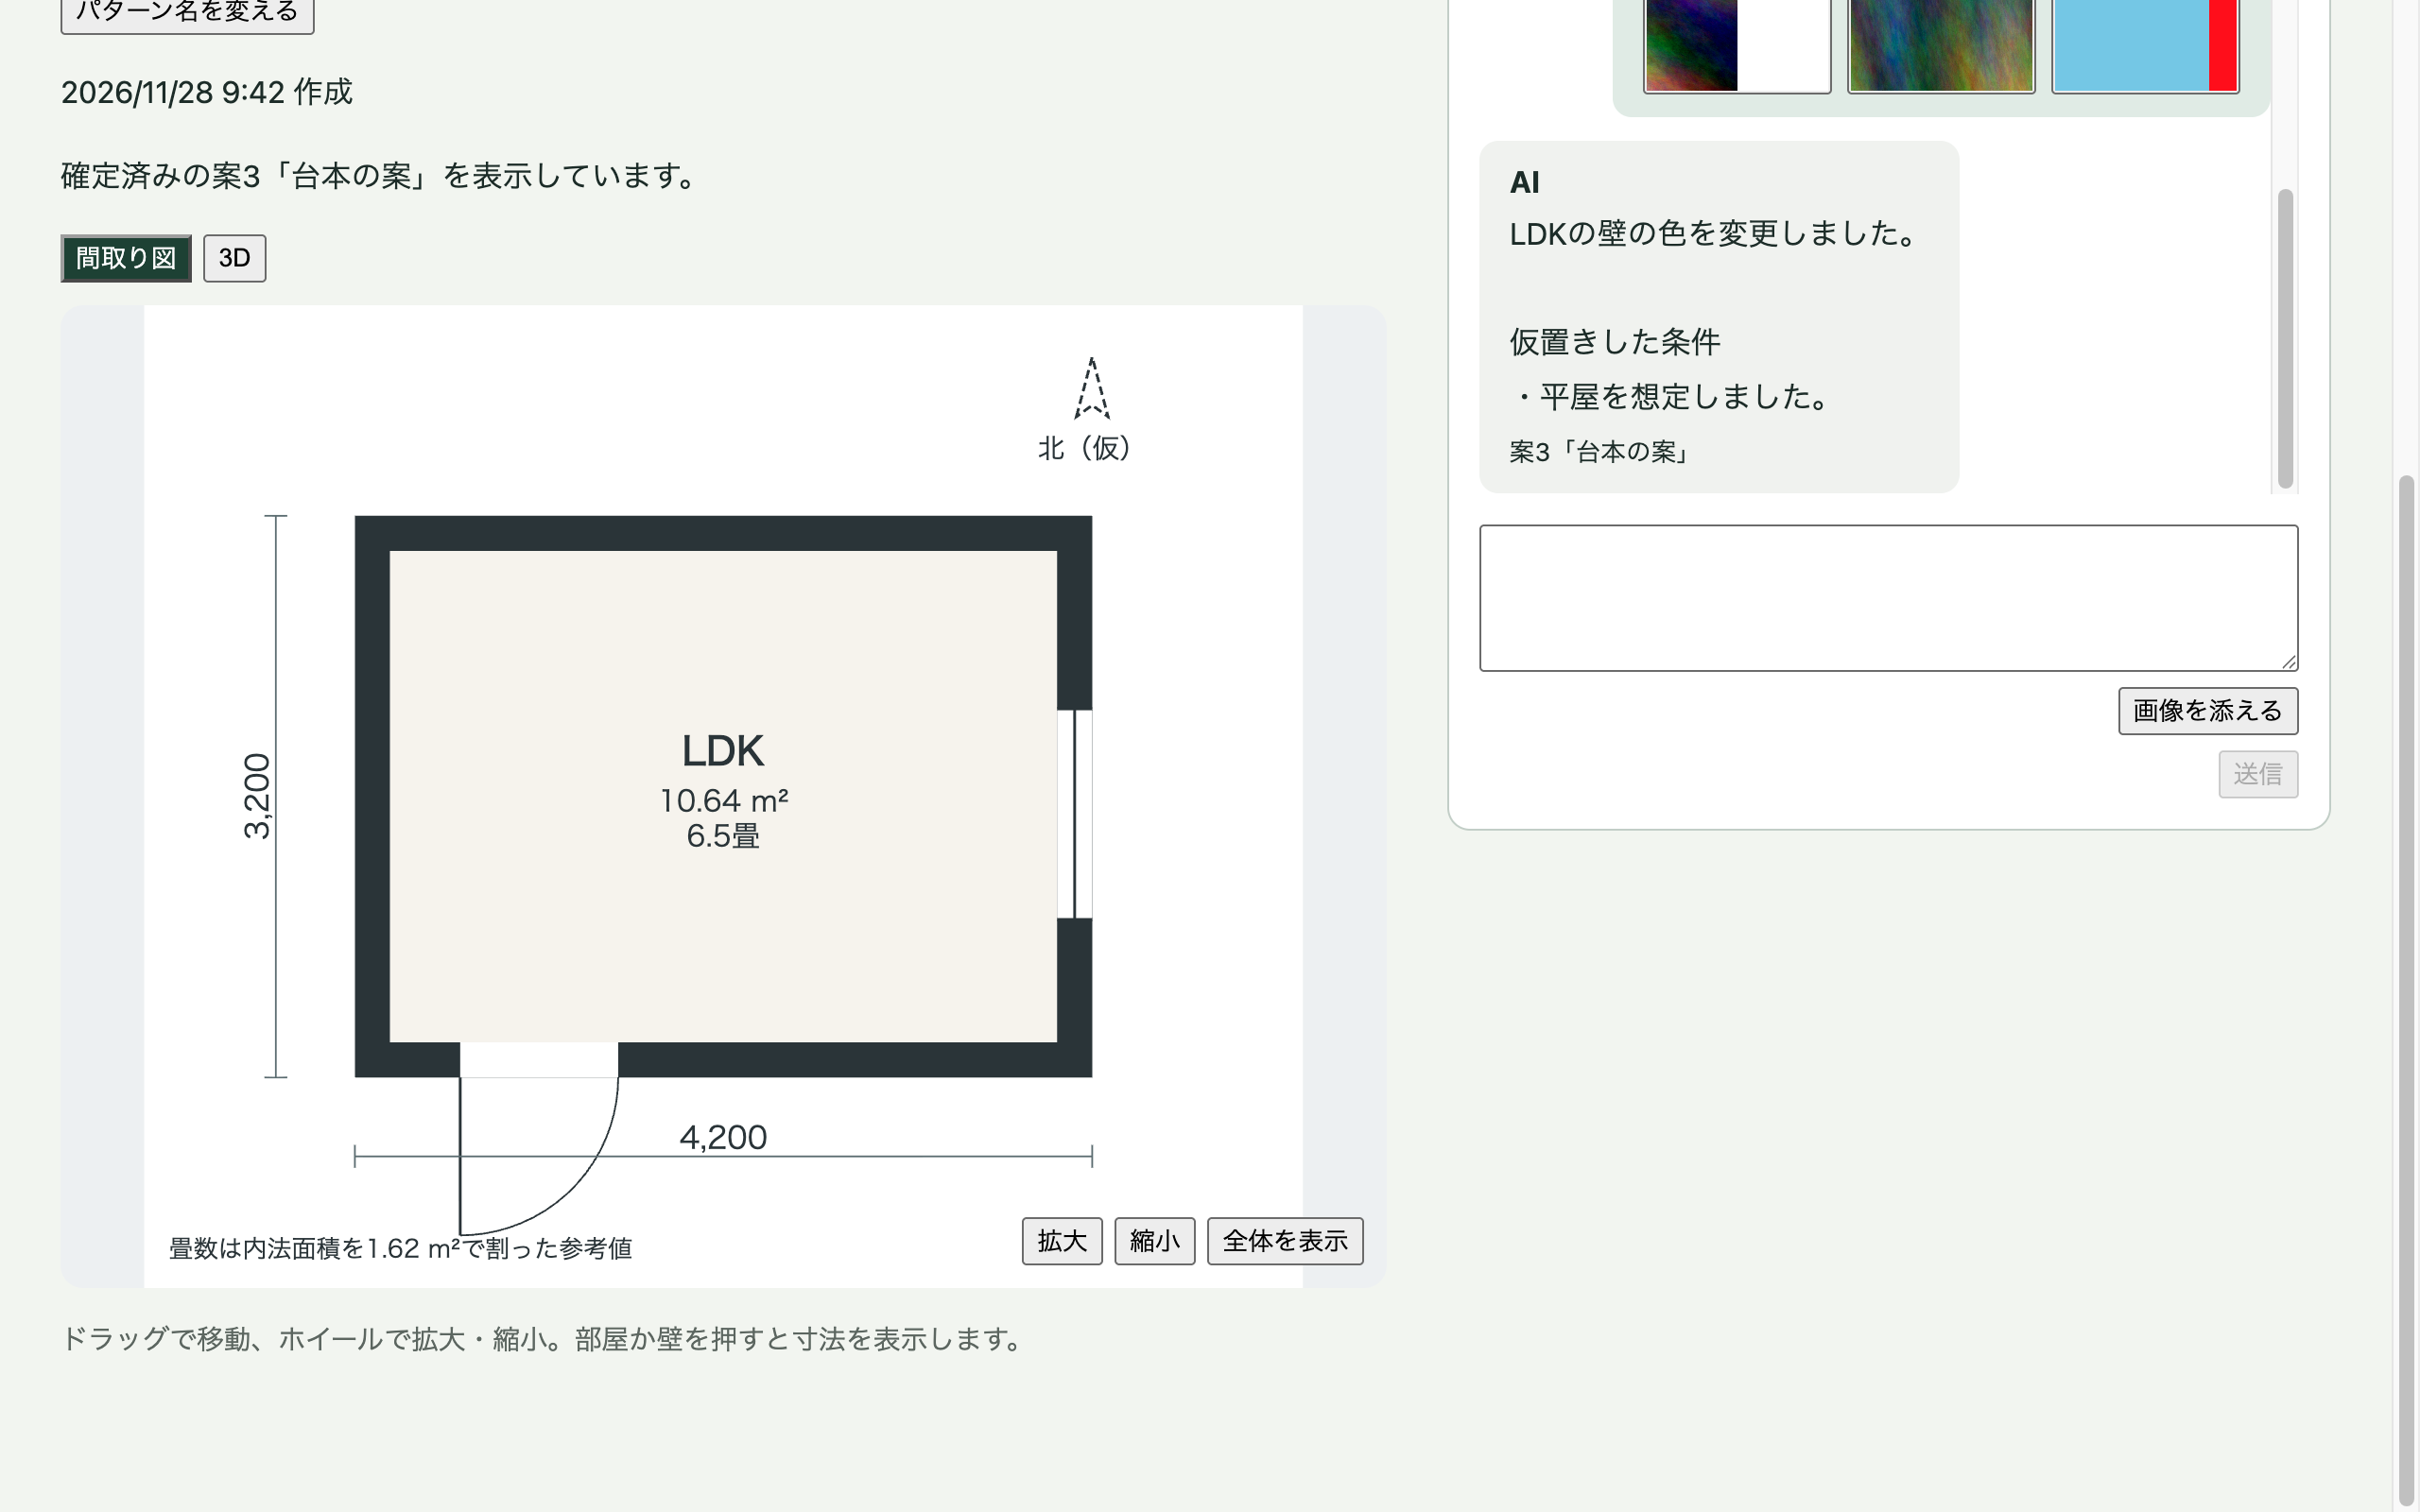 パターン名を変える
2026/11/28 9:42 作成
確定済みの案3「台本の案」を表示しています。
間取り図
3D
北（仮）
3,200
LDK
10.64 m²
6.5畳
4,200
畳数は内法面積を1.62 m²で割った参考値
拡大
縮小
全体を表示
ドラッグで移動、ホイールで拡大・縮小。部屋か壁を押すと寸法を表示します。
AI
LDKの壁の色を変更しました。
仮置きした条件
・平屋を想定しました。
案3「台本の案」
画像を添える
送信